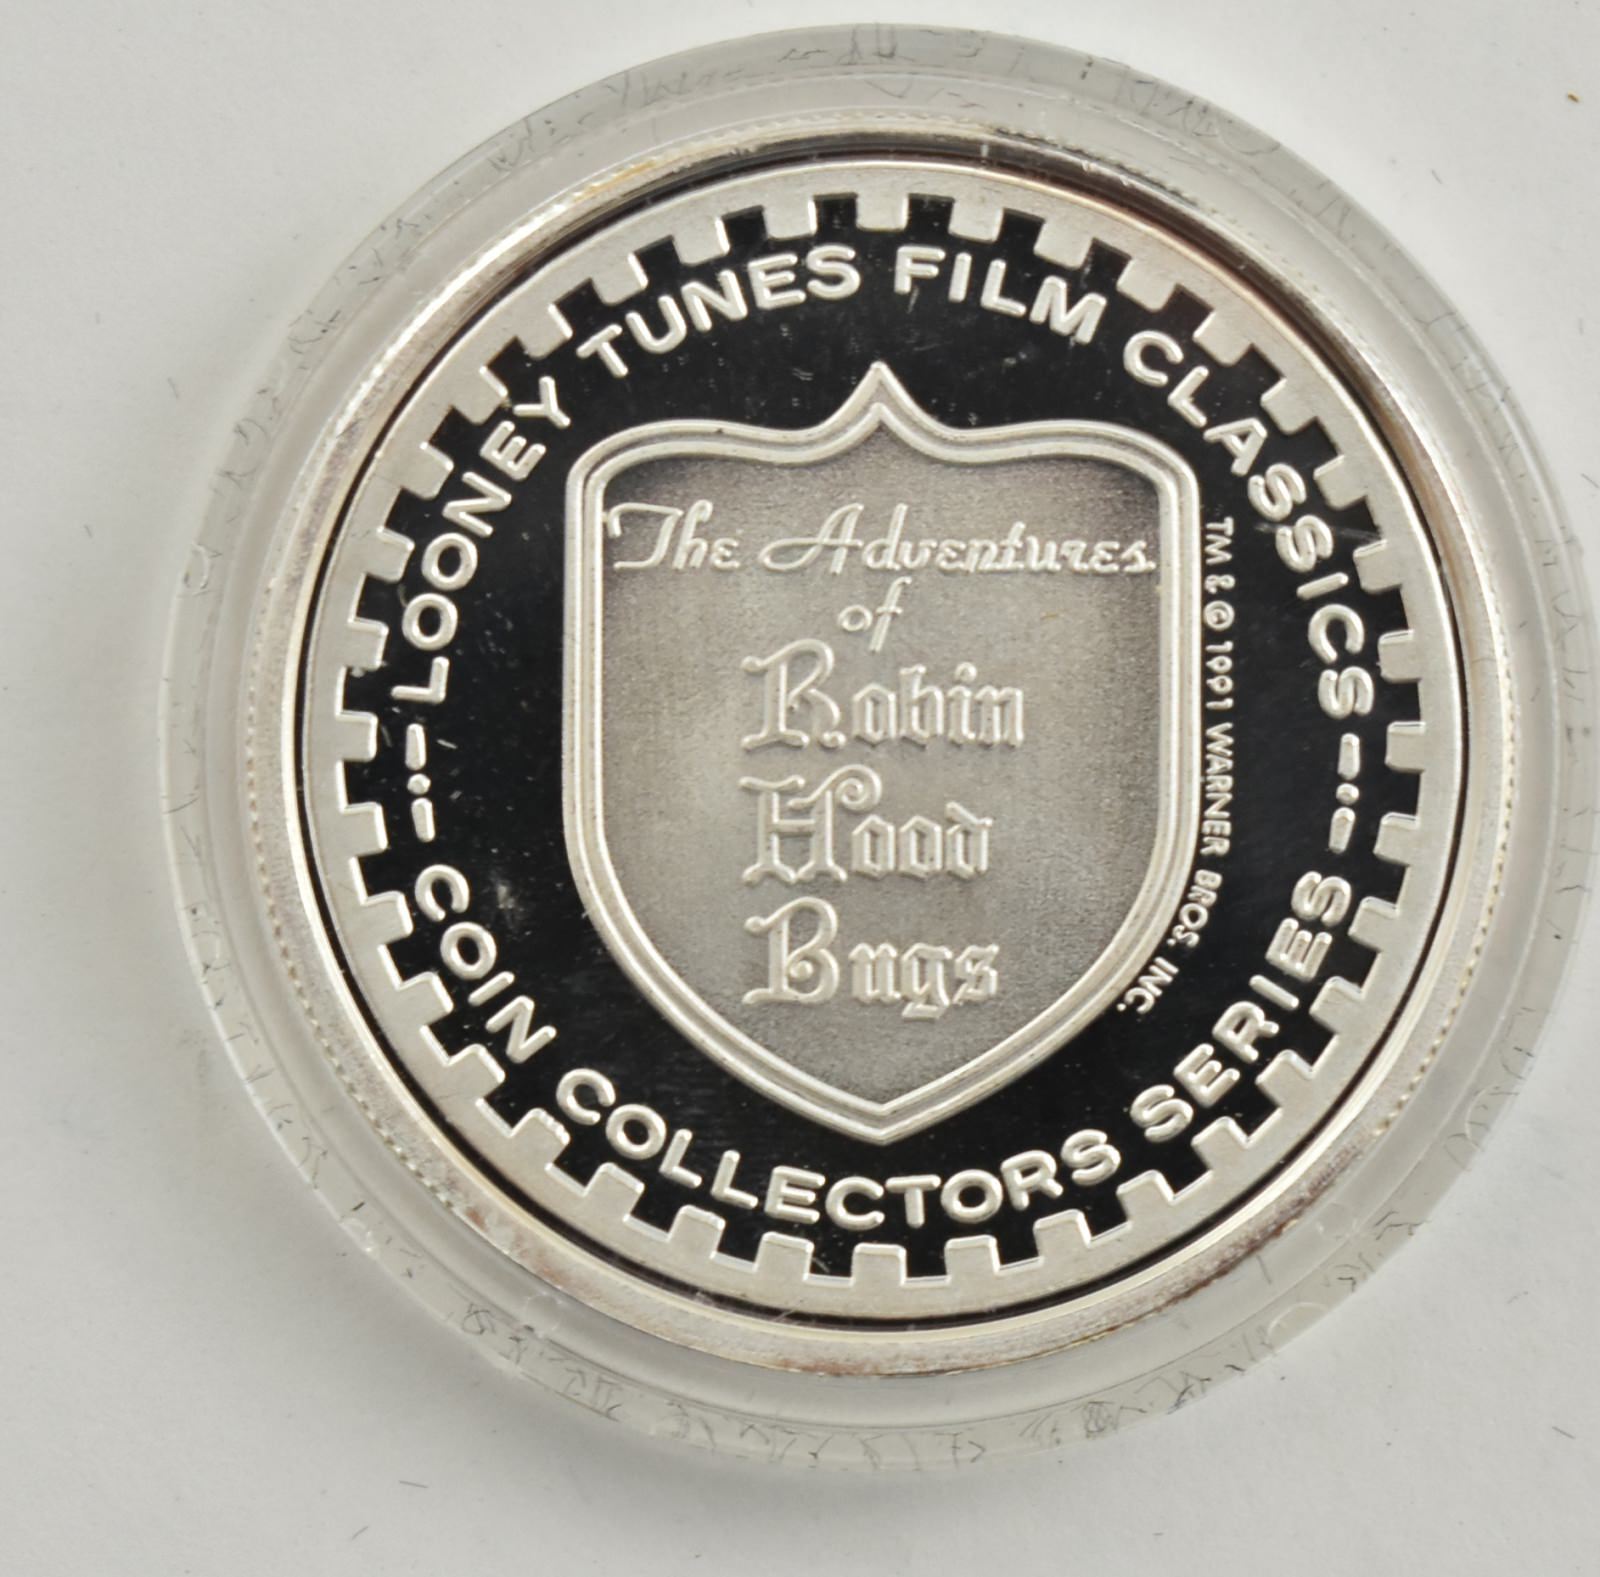 LOONEY TUNES FILM CLASSICS
The Adventures
of
Robin
Hood
Bugs
TM & © 1991 WARNER BROS. INC.
COIN COLLECTORS SERIES